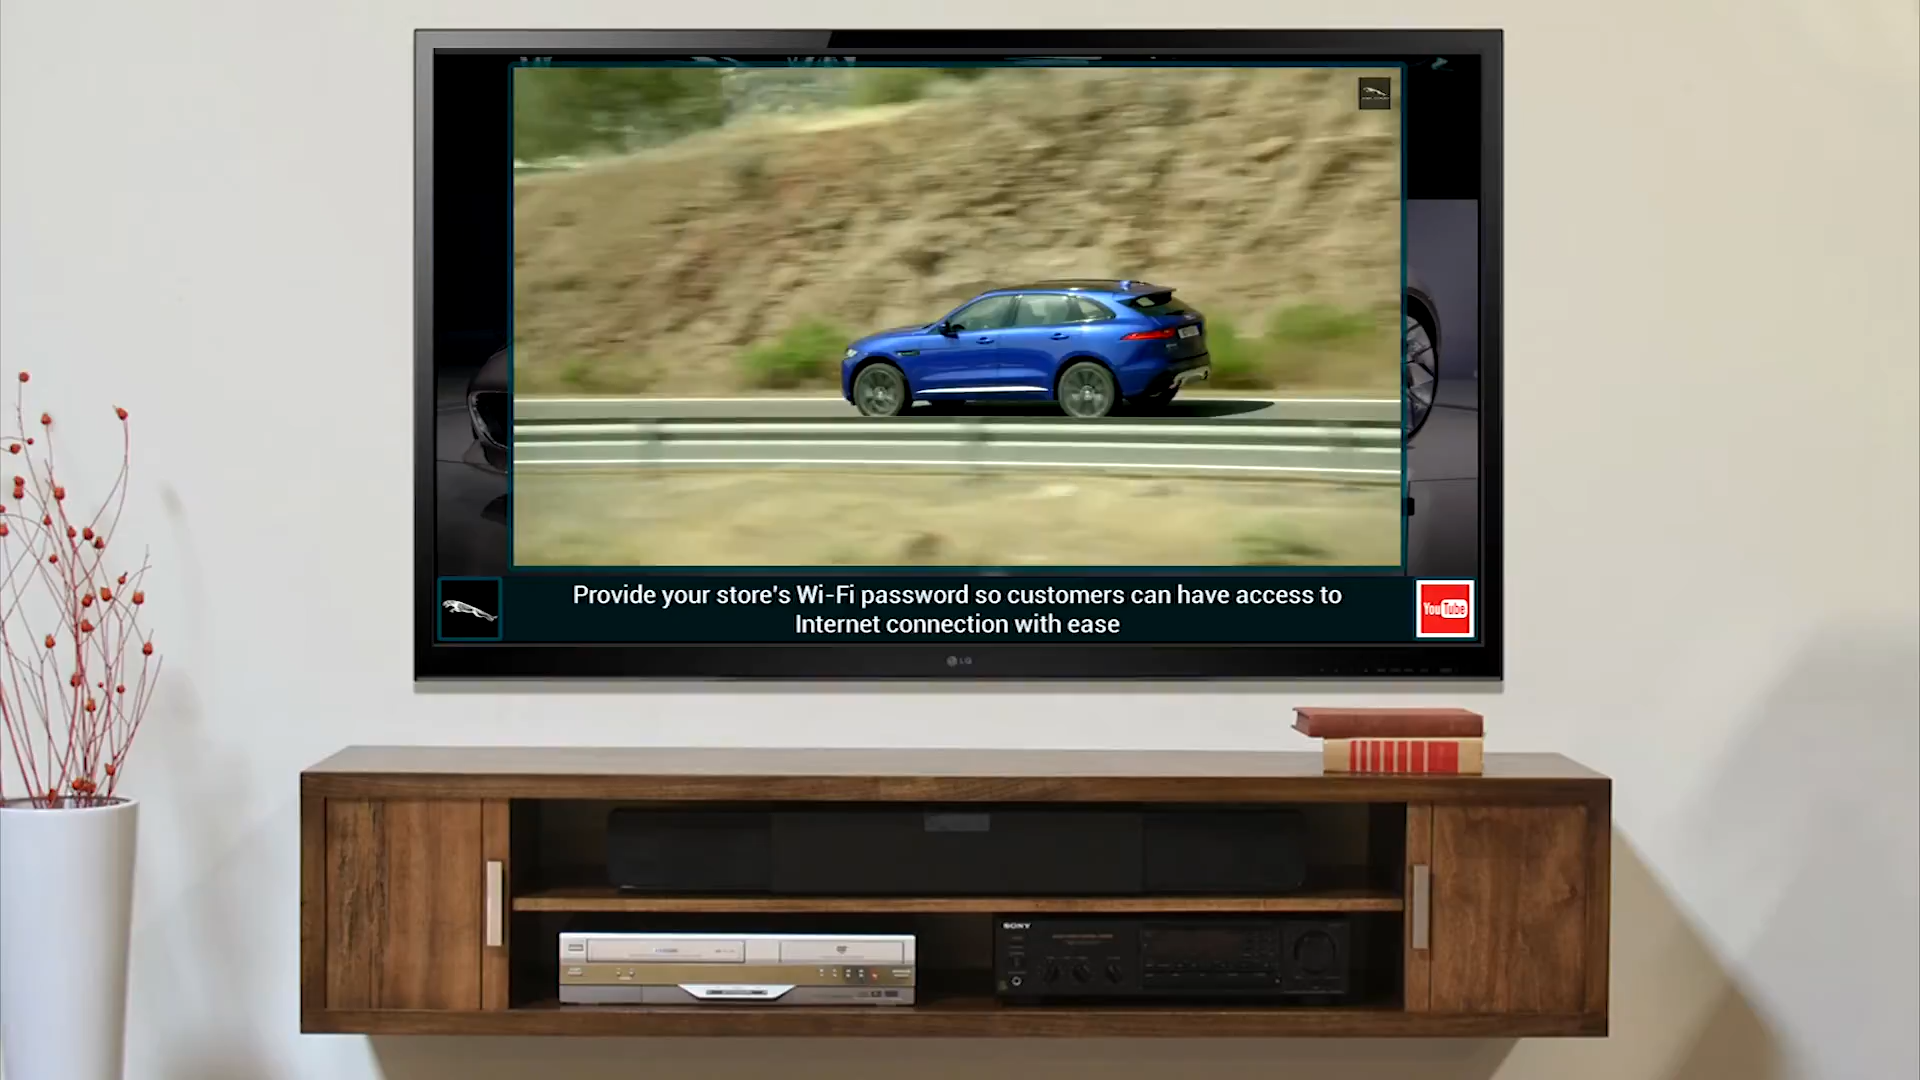 Provide your store's Wi-Fi password so customers can have access to
Internet connection with ease
YouTube
LG
SONY